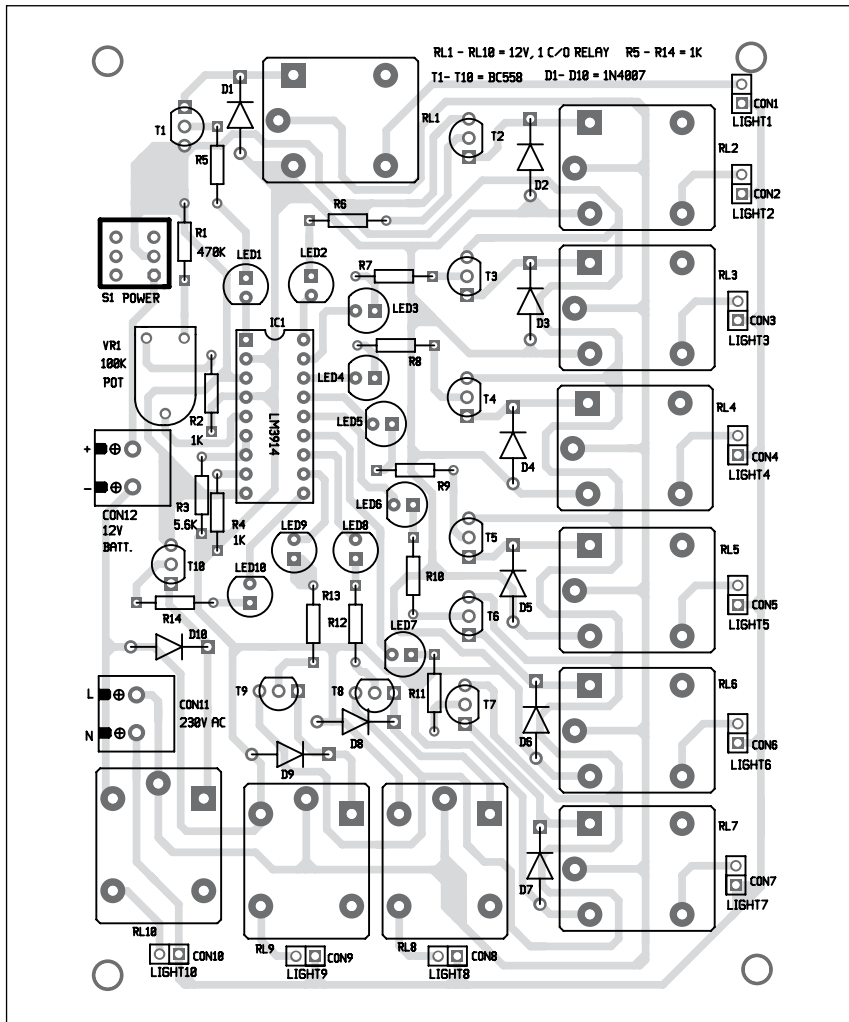 RL1 - RL10 = 12V, 1 C/O RELAY R5 - R14 = 1K
T1- T10 = BC558 D1- D10 = 1N4007
D1
T1
R5
RL1
T2
D2
RL2
CON1
LIGHT1
CON2
LIGHT2
R6
R1
470K
S1 POWER
LED1
LED2
R7
T3
D3
RL3
LED3
CON3
LIGHT3
IC1
VR1
100K
POT
R8
LED4
R2
1K
LM3914
T4
LED5
D4
RL4
CON4
LIGHT4
+
-
CON12
12V
BATT.
R3
5.6K
R4
1K
R9
LED6
T5
D5
RL5
LED9
LED8
T10
LED10
R10
CON5
LIGHT5
R14
R13
R12
T6
D10
LED7
L
N
CON11
230V AC
T9
T8
R11
T7
D8
D9
D6
RL6
CON6
LIGHT6
RL7
D7
CON7
LIGHT7
RL10
RL9
RL8
CON10
LIGHT10
CON9
LIGHT9
CON8
LIGHT8